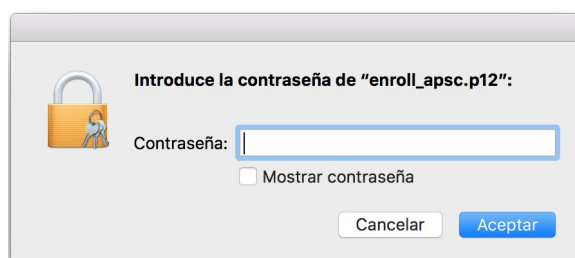 Introduce la contraseña de “enroll_apsc.p12”:
Contraseña:
Mostrar contraseña
Cancelar
Aceptar